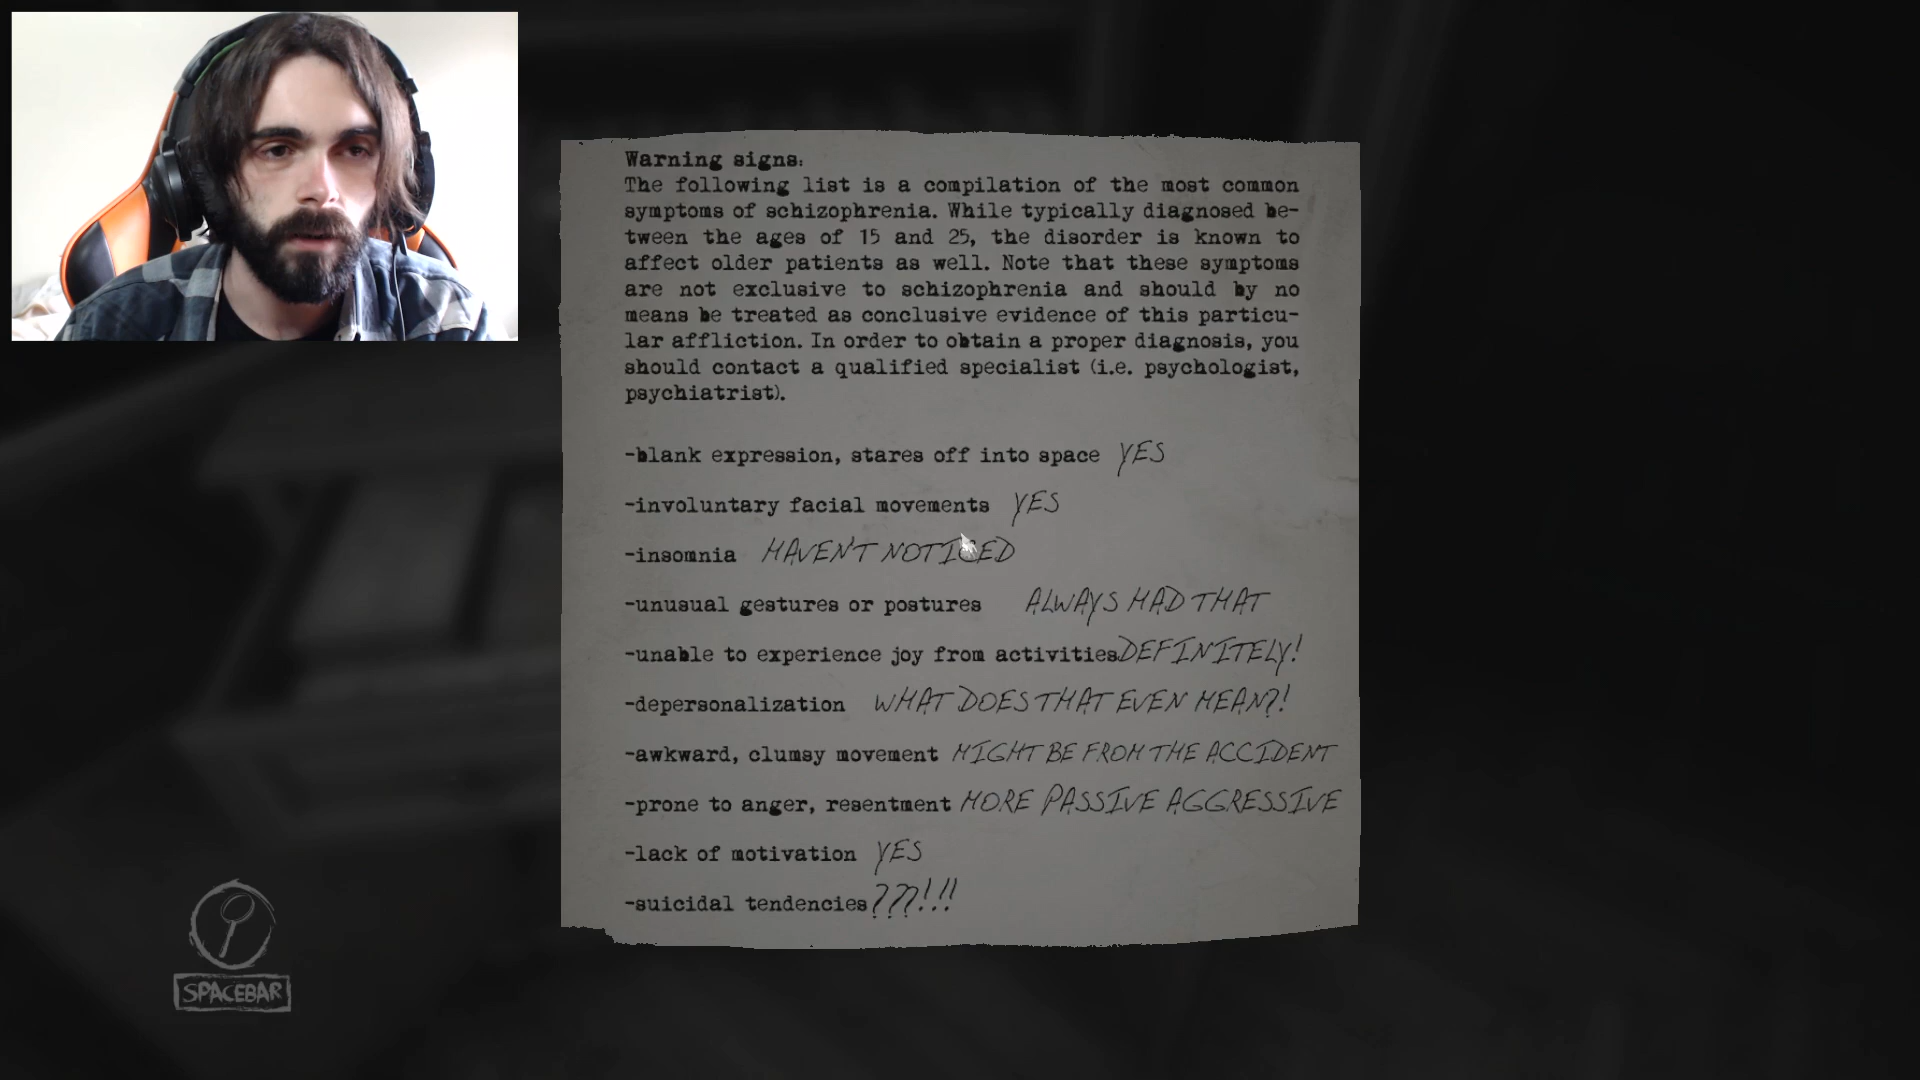 Warning signs:
The following list is a compilation of the most common
symptoms of schizophrenia. While typically diagnosed be-
tween the ages of 15 and 25, the disorder is known to
affect older patients as well. Note that these symptoms
are not exclusive to schizophrenia and should by no
means be treated as conclusive evidence of this particu-
lar affliction. In order to obtain a proper diagnosis, you
should contact a qualified specialist (i.e. psychologist,
psychiatrist).
-blank expression, stares off into space YES
-involuntary facial movements YES
-insomnia HAVEN'T NOTICED
-unusual gestures or postures ALWAYS HAD THAT
-unable to experience joy from activities DEFINITELY!
-depersonalization WHAT DOES THAT EVEN MEAN?!
-awkward, clumsy movement MIGHT BE FROM THE ACCIDENT
-prone to anger, resentment MORE PASSIVE AGGRESSIVE
-lack of motivation YES
-suicidal tendencies ???!!!
SPACEBAR